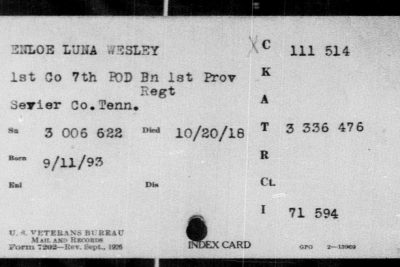 ENLOE LUNA WESLEY X C 111 514
1st Co 7th POD Bn 1st Prov K
Regt
Sevier Co. Tenn. A
Sn 3 006 622 Died 10/20/18 T 3 336 476
Born 9/11/93 R
Enl Dis Ct.
I 71 594
U. S. VETERANS BUREAU
MAIL AND RECORDS
Form 7202—Rev. Sept., 1926 INDEX CARD GPO 2—13969